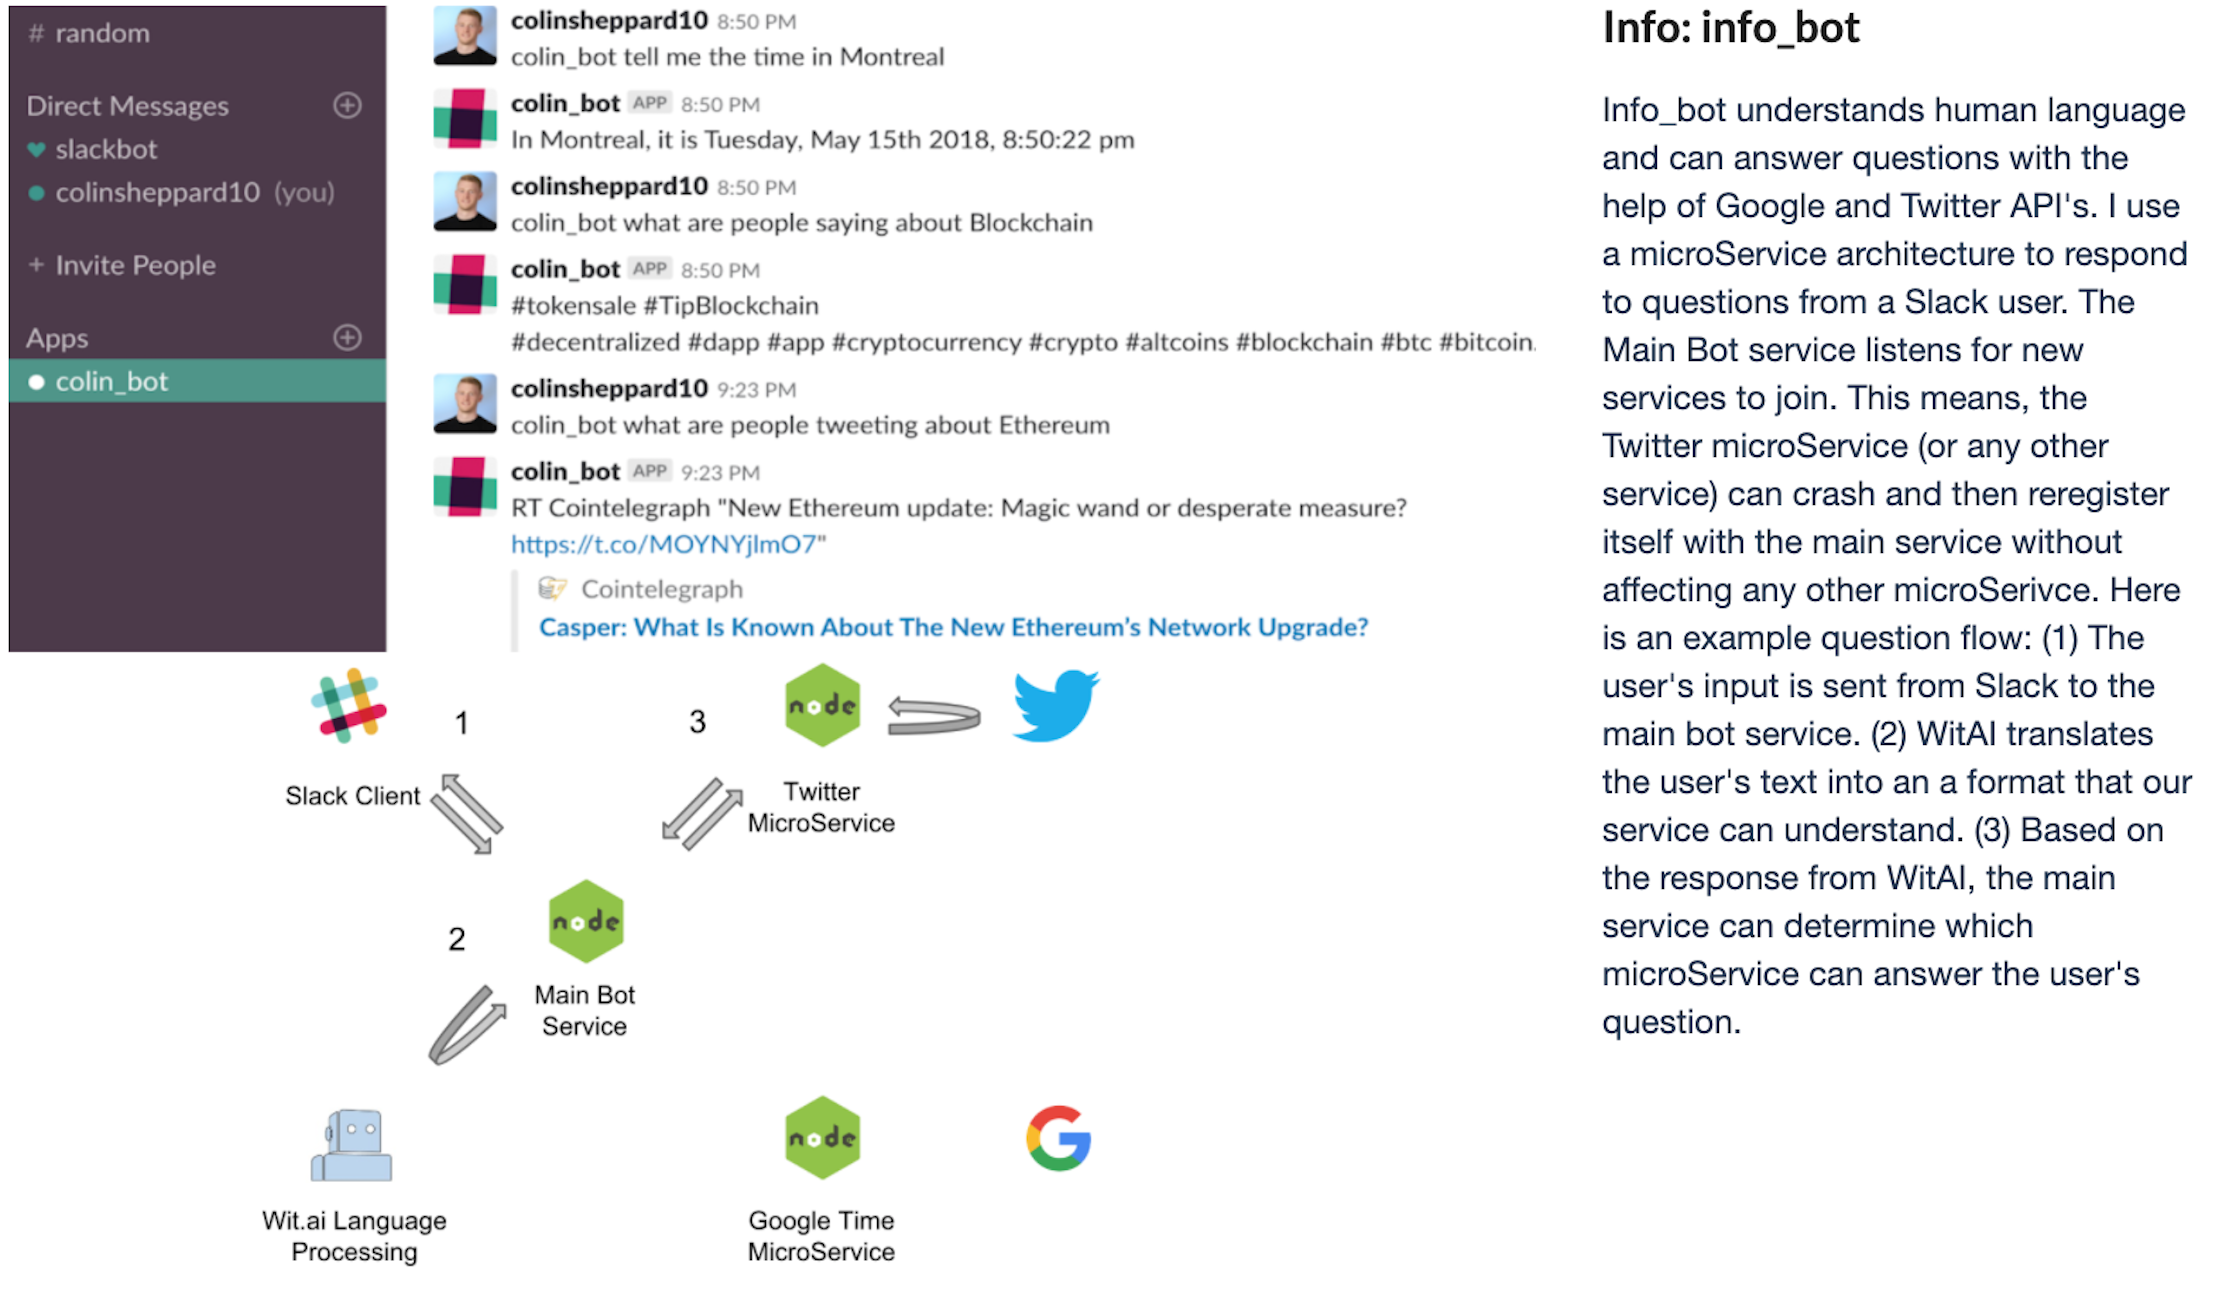 # random
Direct Messages
slackbot
colinsheppard10 (you)
+ Invite People
Apps
colin_bot
colinsheppard10 8:50 PM
colin_bot tell me the time in Montreal
colin_bot APP 8:50 PM
In Montreal, it is Tuesday, May 15th 2018, 8:50:22 pm
colinsheppard10 8:50 PM
colin_bot what are people saying about Blockchain
colin_bot APP 8:50 PM
#tokensale #TipBlockchain
#decentralized #dapp #app #cryptocurrency #crypto #altcoins #blockchain #btc #bitcoin.
colinsheppard10 9:23 PM
colin_bot what are people tweeting about Ethereum
colin_bot APP 9:23 PM
RT Cointelegraph "New Ethereum update: Magic wand or desperate measure?
https://t.co/MOYNYjlmO7"
Cointelegraph
Casper: What Is Known About The New Ethereum's Network Upgrade?
1
3
node
Slack Client
Twitter
MicroService
2
node
Main Bot
Service
node
Wit.ai Language
Processing
Google Time
MicroService
Info: info_bot
Info_bot understands human language
and can answer questions with the
help of Google and Twitter API's. I use
a microService architecture to respond
to questions from a Slack user. The
Main Bot service listens for new
services to join. This means, the
Twitter microService (or any other
service) can crash and then reregister
itself with the main service without
affecting any other microSerivce. Here
is an example question flow: (1) The
user's input is sent from Slack to the
main bot service. (2) WitAI translates
the user's text into an a format that our
service can understand. (3) Based on
the response from WitAI, the main
service can determine which
microService can answer the user's
question.